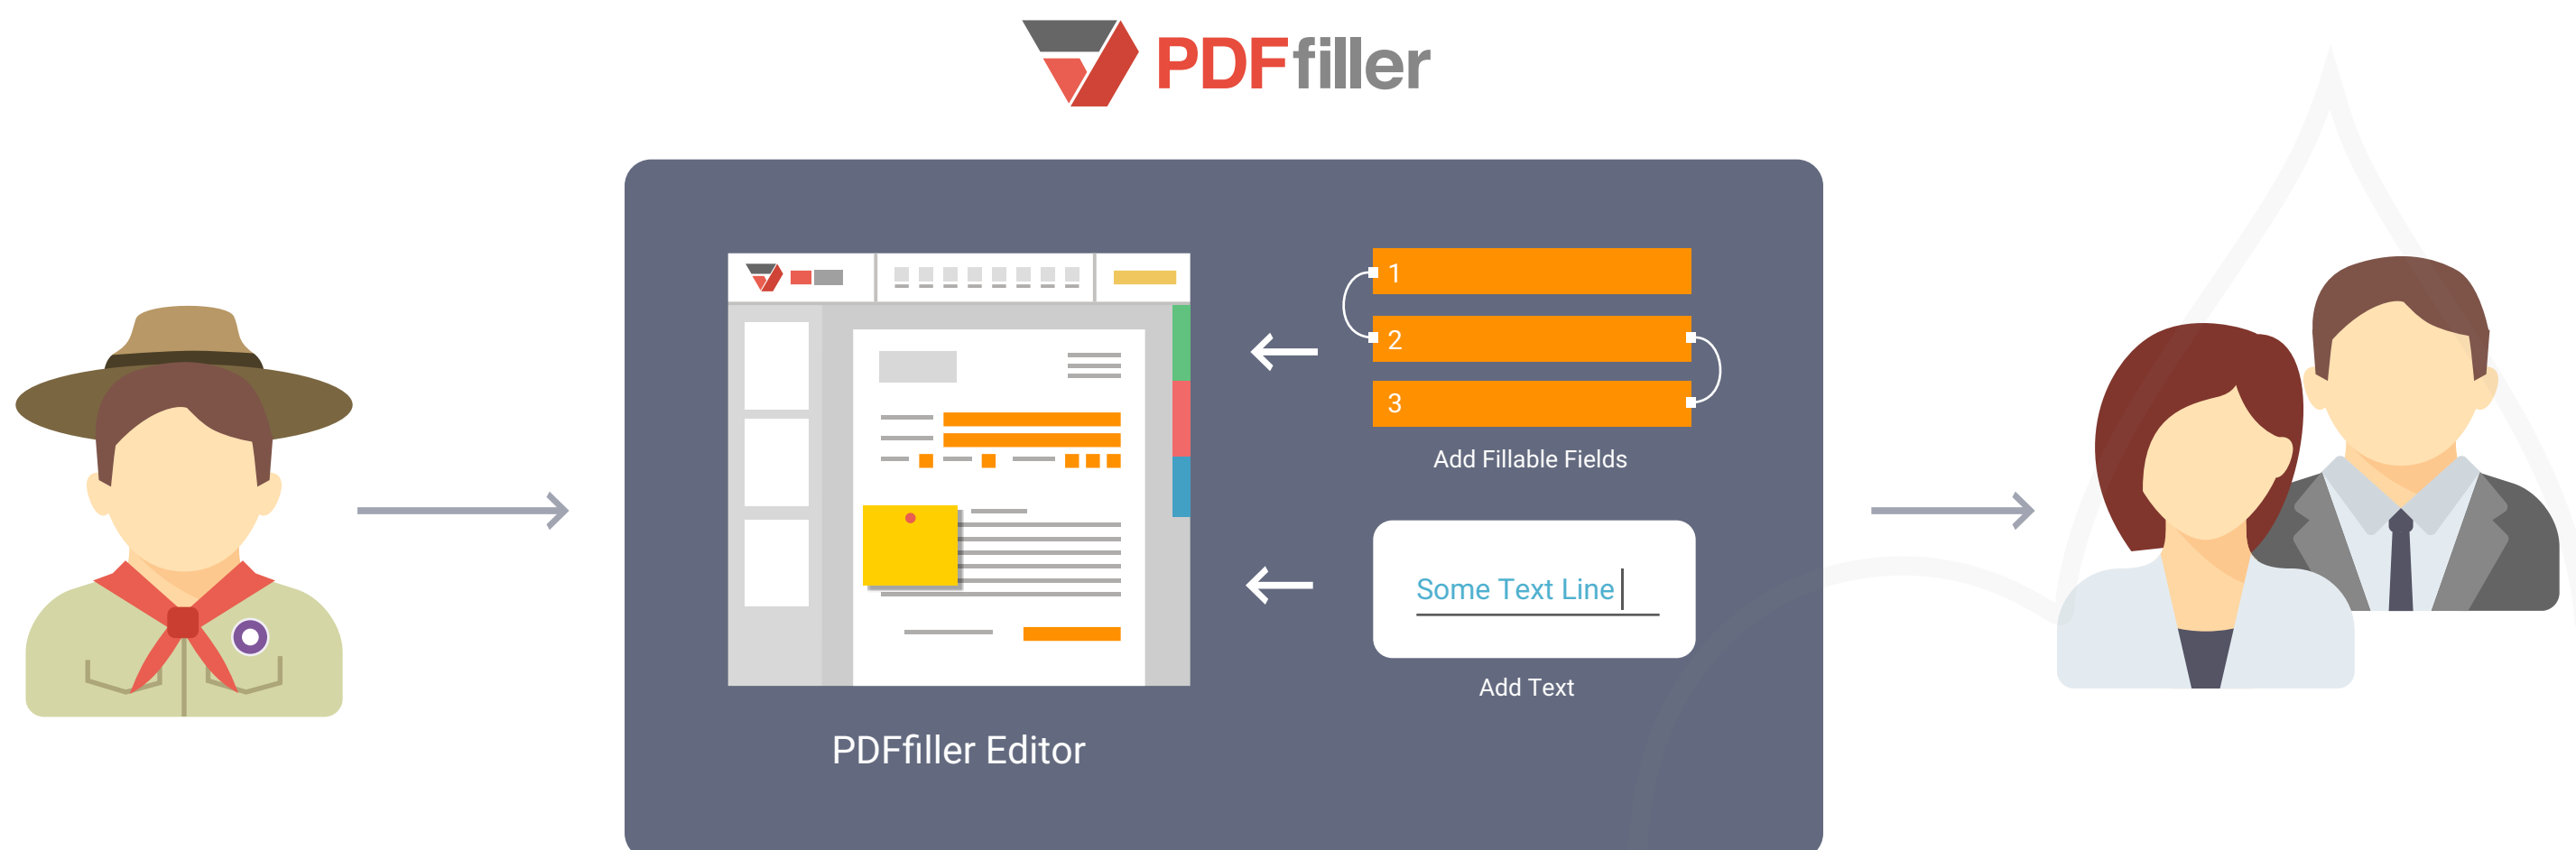 PDFfiller
1
2
3
Add Fillable Fields
Some Text Line
Add Text
PDFfiller Editor